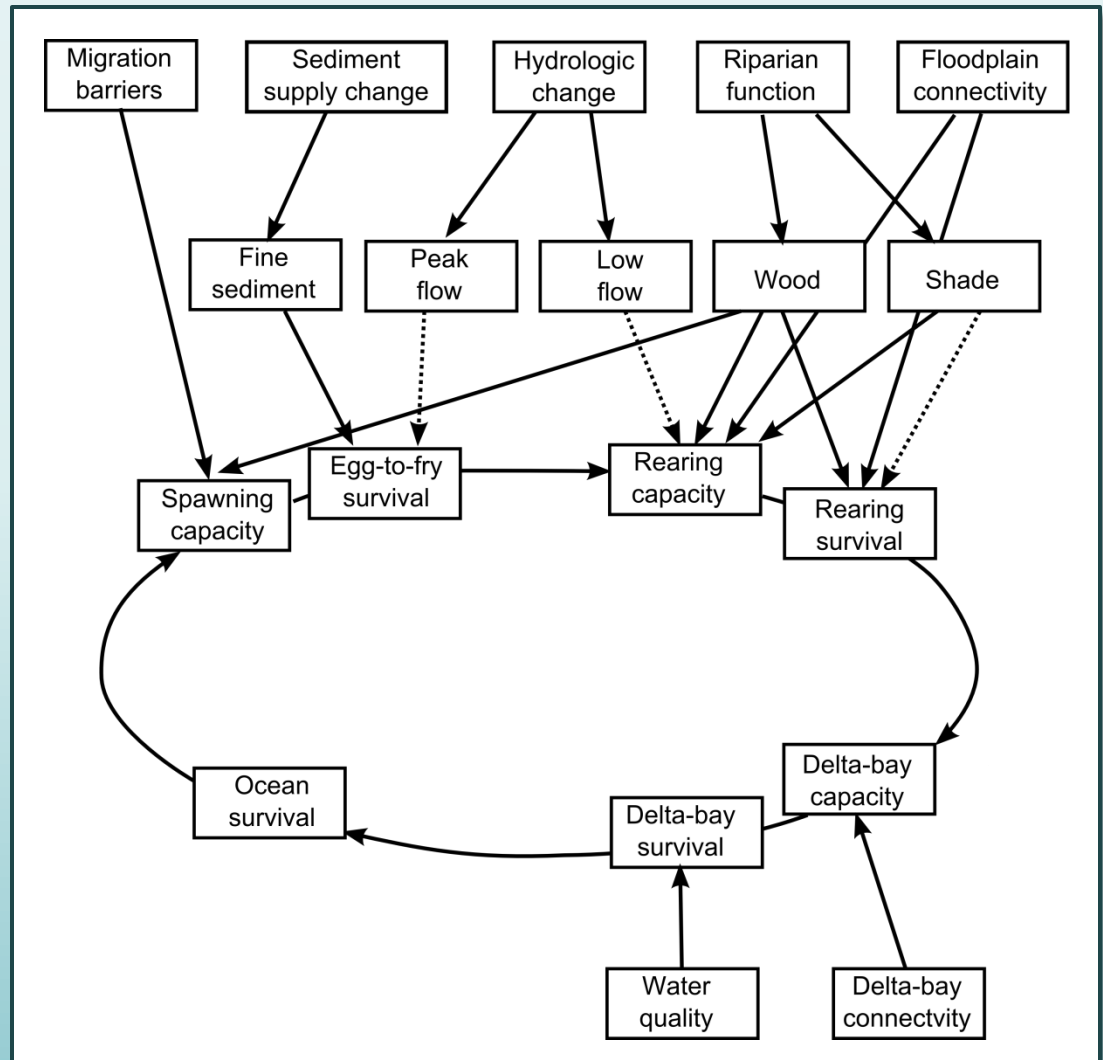 Migration
barriers
Sediment
supply change
Hydrologic
change
Riparian
function
Floodplain
connectivity
Fine
sediment
Peak
flow
Low
flow
Wood
Shade
Spawning
capacity
Egg-to-fry
survival
Rearing
capacity
Rearing
survival
Ocean
survival
Delta-bay
survival
Delta-bay
capacity
Water
quality
Delta-bay
connectvity